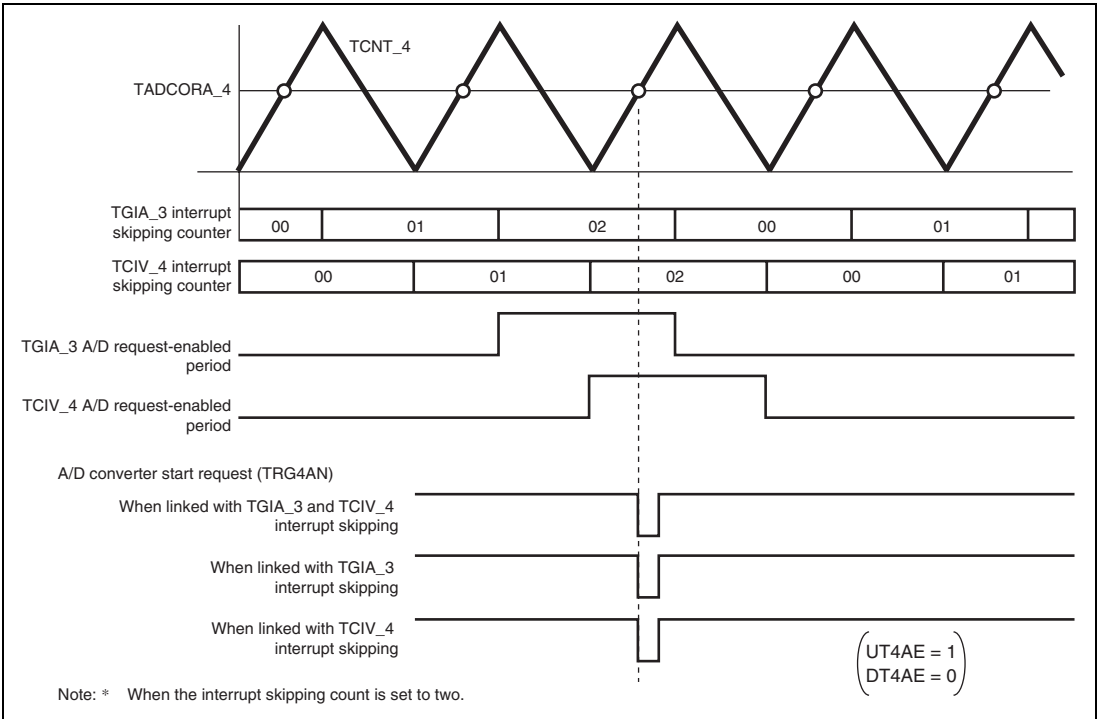 TCNT_4
TADCORA_4
TGIA_3 interrupt
skipping counter
00 01 02 00 01
TCIV_4 interrupt
skipping counter
00 01 02 00 01
TGIA_3 A/D request-enabled
period
TCIV_4 A/D request-enabled
period
A/D converter start request (TRG4AN)
When linked with TGIA_3 and TCIV_4
interrupt skipping
When linked with TGIA_3
interrupt skipping
When linked with TCIV_4
interrupt skipping
UT4AE = 1
DT4AE = 0
Note: * When the interrupt skipping count is set to two.